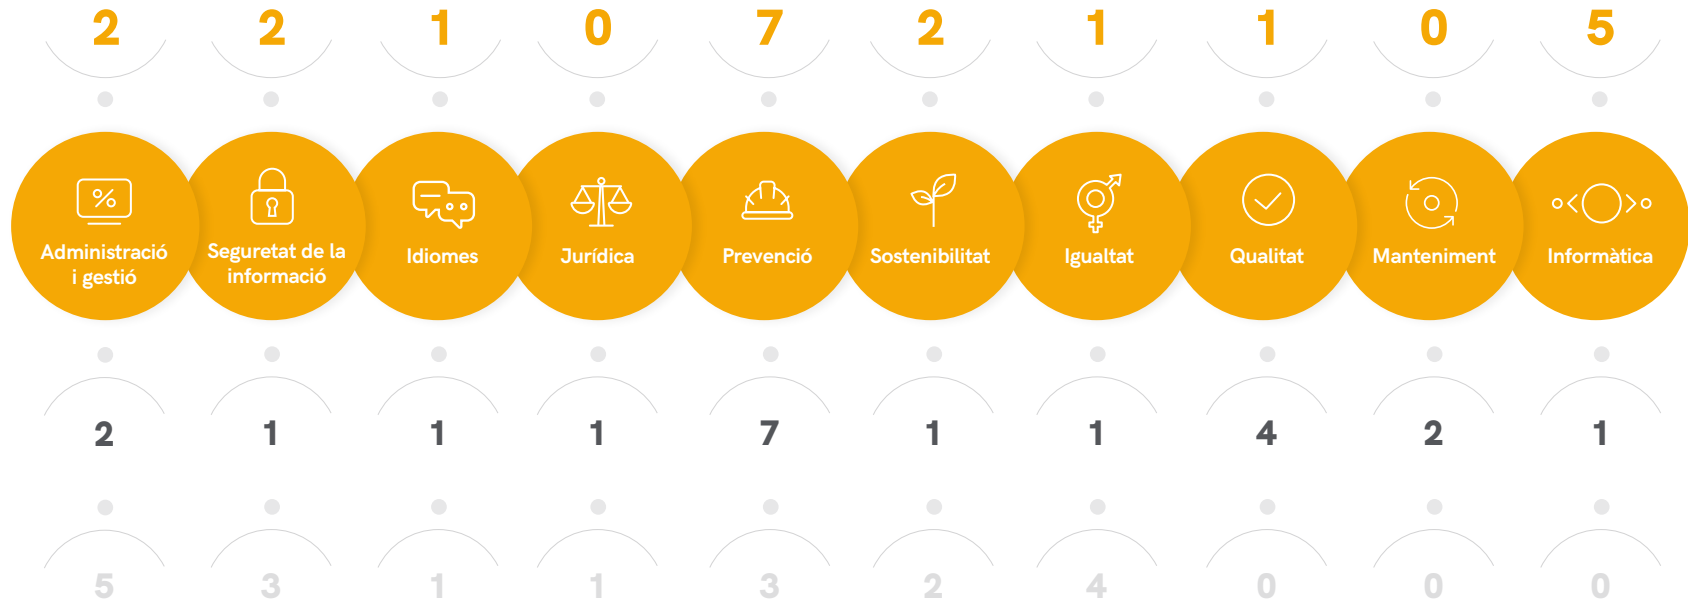 2 2 1 0 7 2 1 1 0 5
%
Administració
i gestió
Seguretat de la
informació
Idiomes
Jurídica
Prevenció
Sostenibilitat
Igualtat
Qualitat
Manteniment
Informàtica
2 1 1 1 7 1 1 4 2 1
5 3 1 1 3 2 4 0 0 0